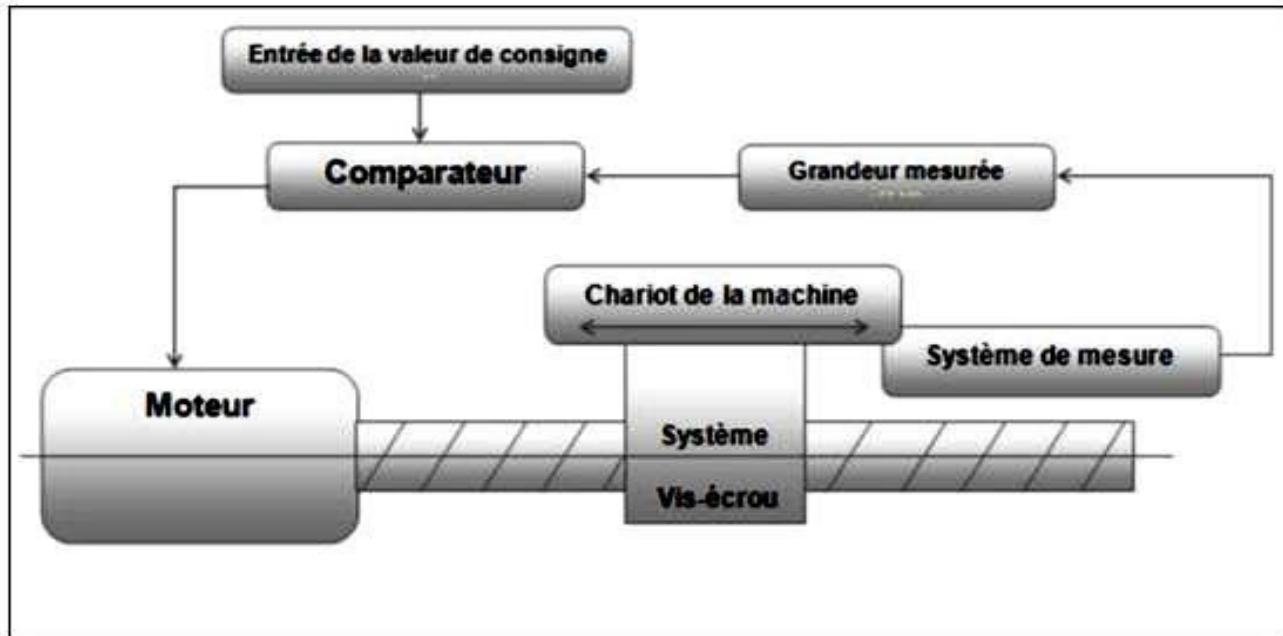 Entrée de la valeur de consigne
Comparateur
Grandeur mesurée
Chariot de la machine
Système de mesure
Moteur
Système
Vis-écrou